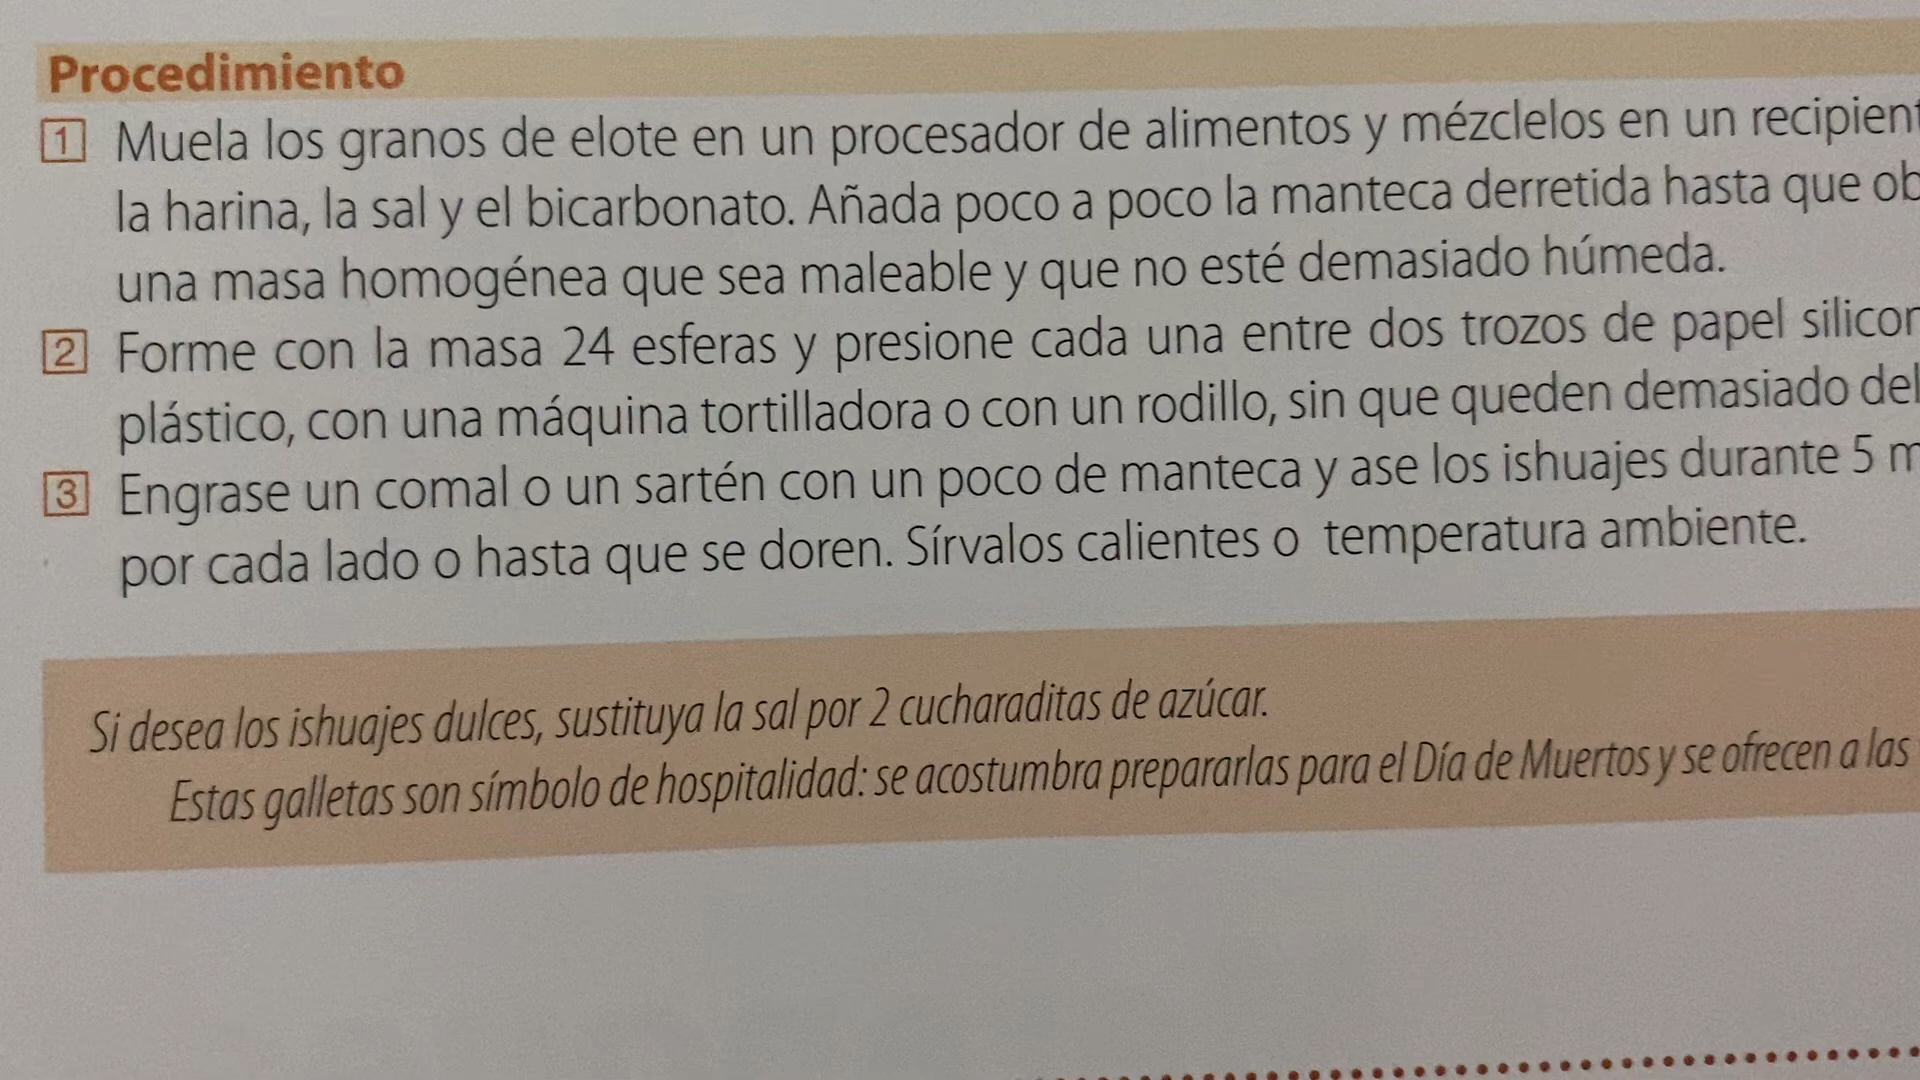 Procedimiento
1 Muela los granos de elote en un procesador de alimentos y mézclelos en un
la harina, la sal y el bicarbonato. Añada poco a poco la manteca derretida hasta que
una masa homogénea que sea maleable y que no esté demasiado húmeda.
2 Forme con la masa 24 esferas y presione cada una entre dos trozos de papel
plástico, con una máquina tortilladora o con un rodillo, sin que queden demasiado
3 Engrase un comal o un sartén con un poco de manteca y ase los ishuajes durante 5
por cada lado o hasta que se doren. Sírvalos calientes o temperatura ambiente.
Si desea los ishuajes dulces, sustituya la sal por 2 cucharaditas de azúcar.
Estas galletas son símbolo de hospitalidad: se acostumbra prepararlas para el Día de Muertos y se ofrecen a las